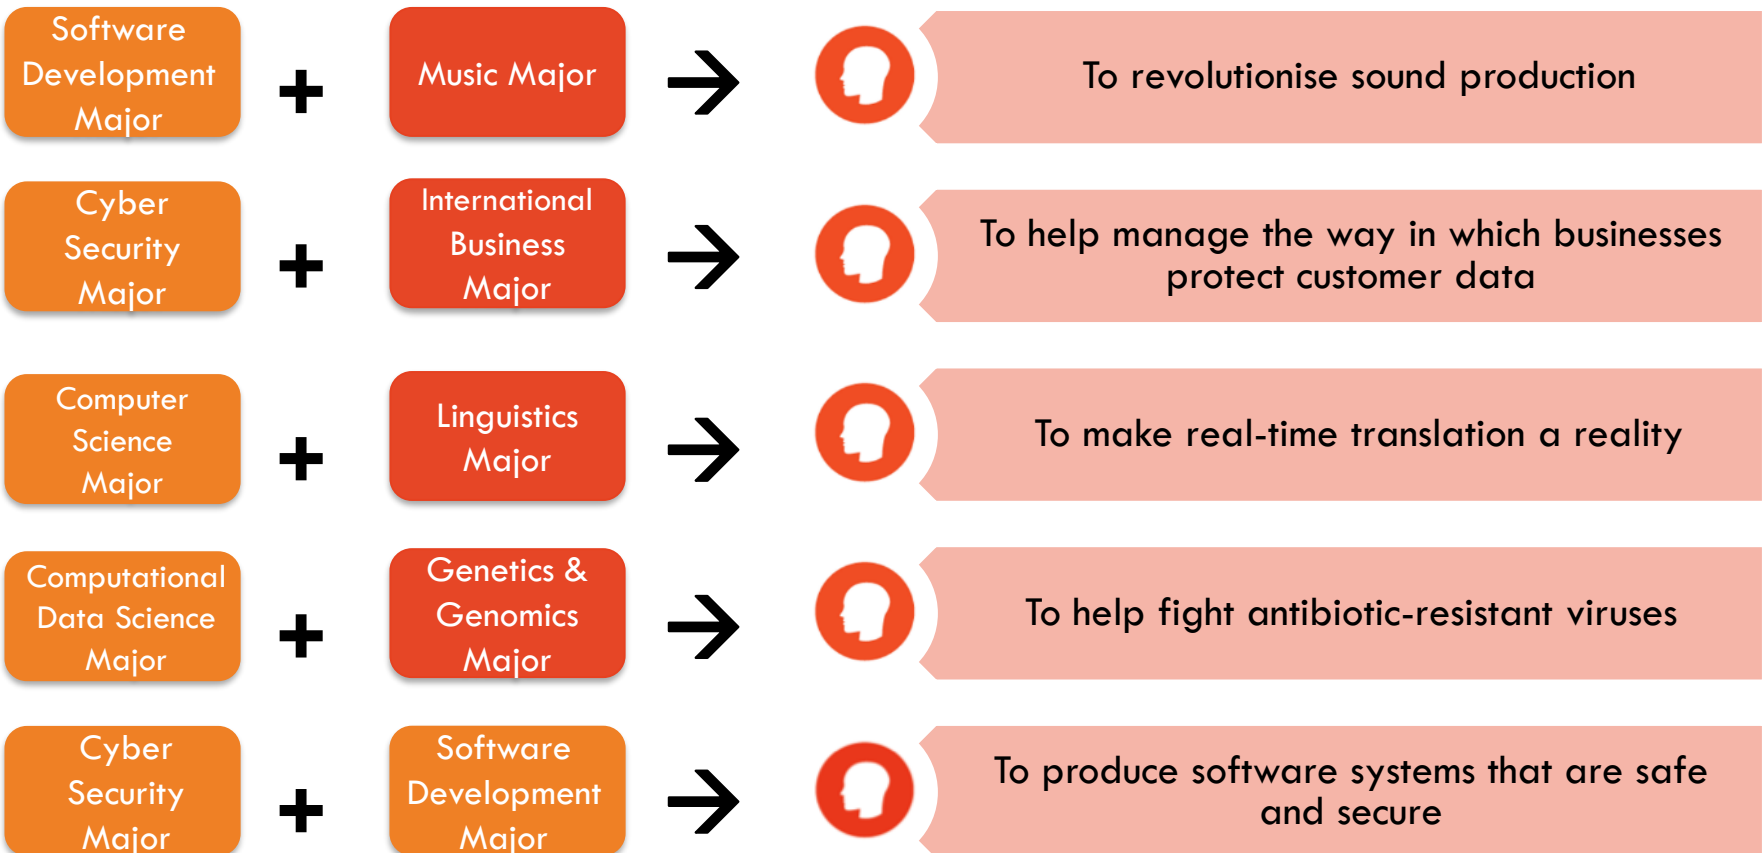 Software
Development
Major
+
Music Major
To revolutionise sound production
Cyber
Security
Major
+
International
Business
Major
To help manage the way in which businesses
protect customer data
Computer
Science
Major
+
Linguistics
Major
To make real-time translation a reality
Computational
Data Science
Major
+
Genetics &
Genomics
Major
To help fight antibiotic-resistant viruses
Cyber
Security
Major
+
Software
Development
Major
To produce software systems that are safe
and secure